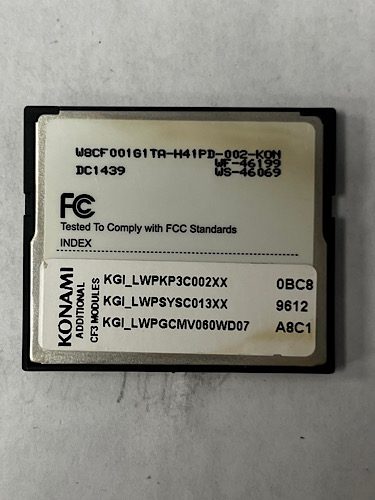 W8CF001G1TA-H41PD-002-KON
WF-46199
DC1439 WS-46069
FC
Tested To Comply with FCC Standards
INDEX
KONAMI
ADDITIONAL
CF3 MODULES
KGI_LWPKP3C002XX 0BC8
KGI_LWPSYSC013XX 9612
KGI_LWPGCMV060WD07 A8C1